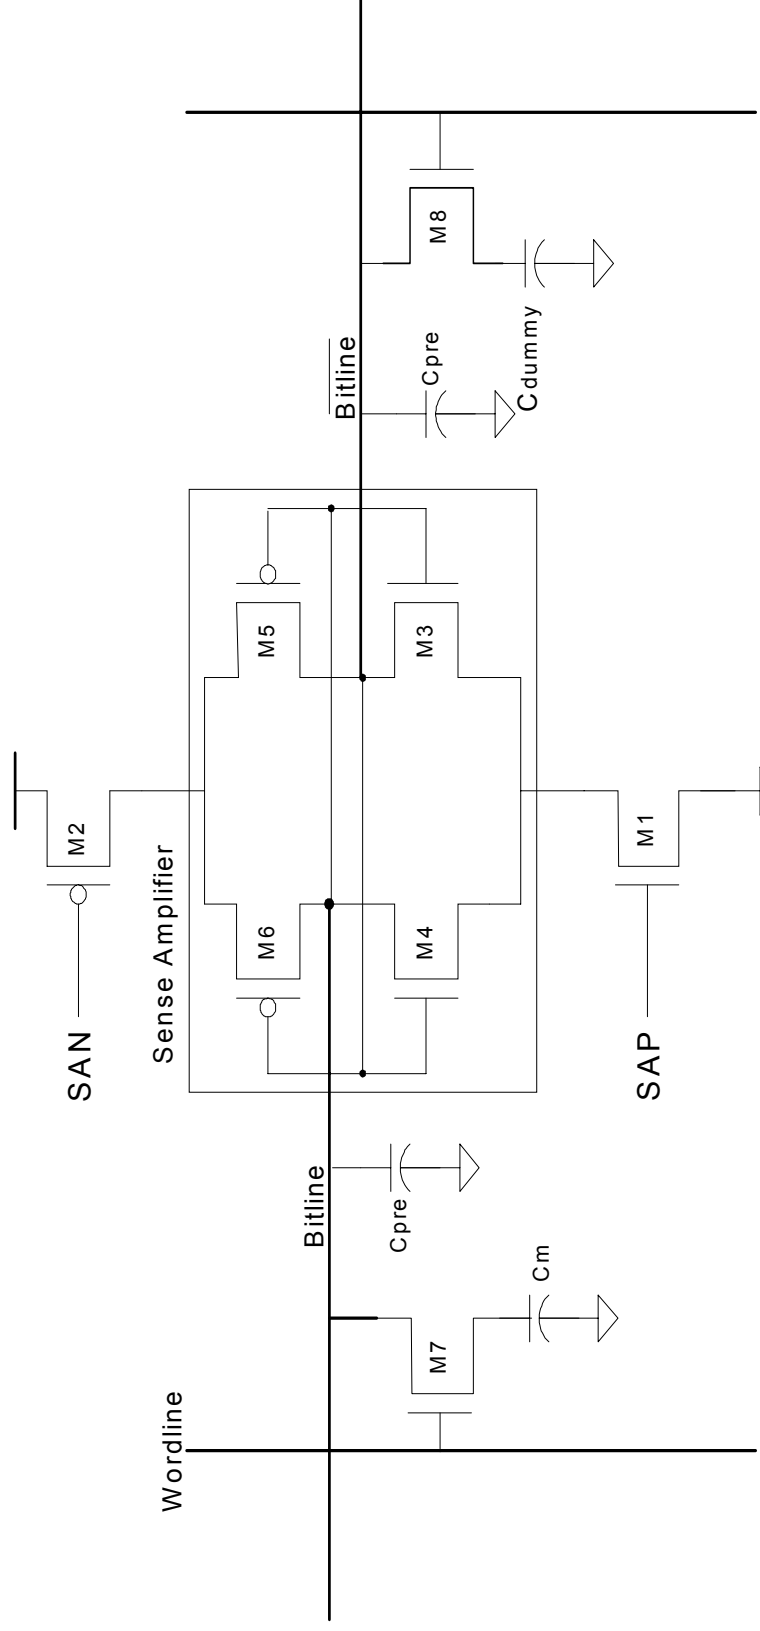 Wordline
M7
Cm
Bitline
Cpre
SAN
M2
Sense Amplifier
M6
M4
M5
M3
SAP
M1
Bitline
Cpre
Cdummy
M8